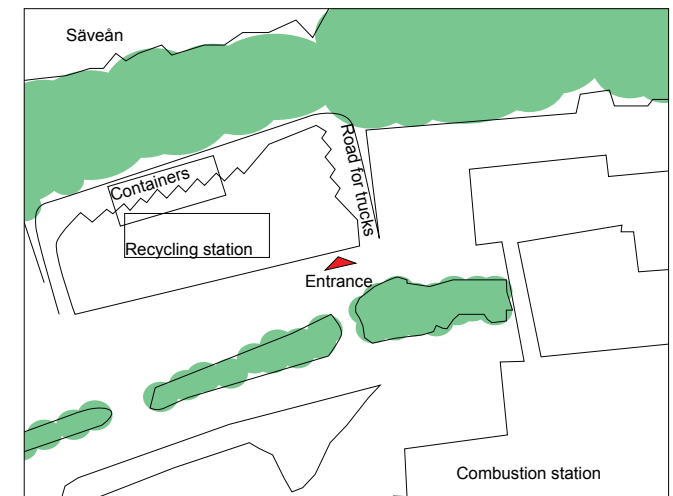 Säveån
Road for trucks
Containers
Recycling station
Entrance
Combustion station